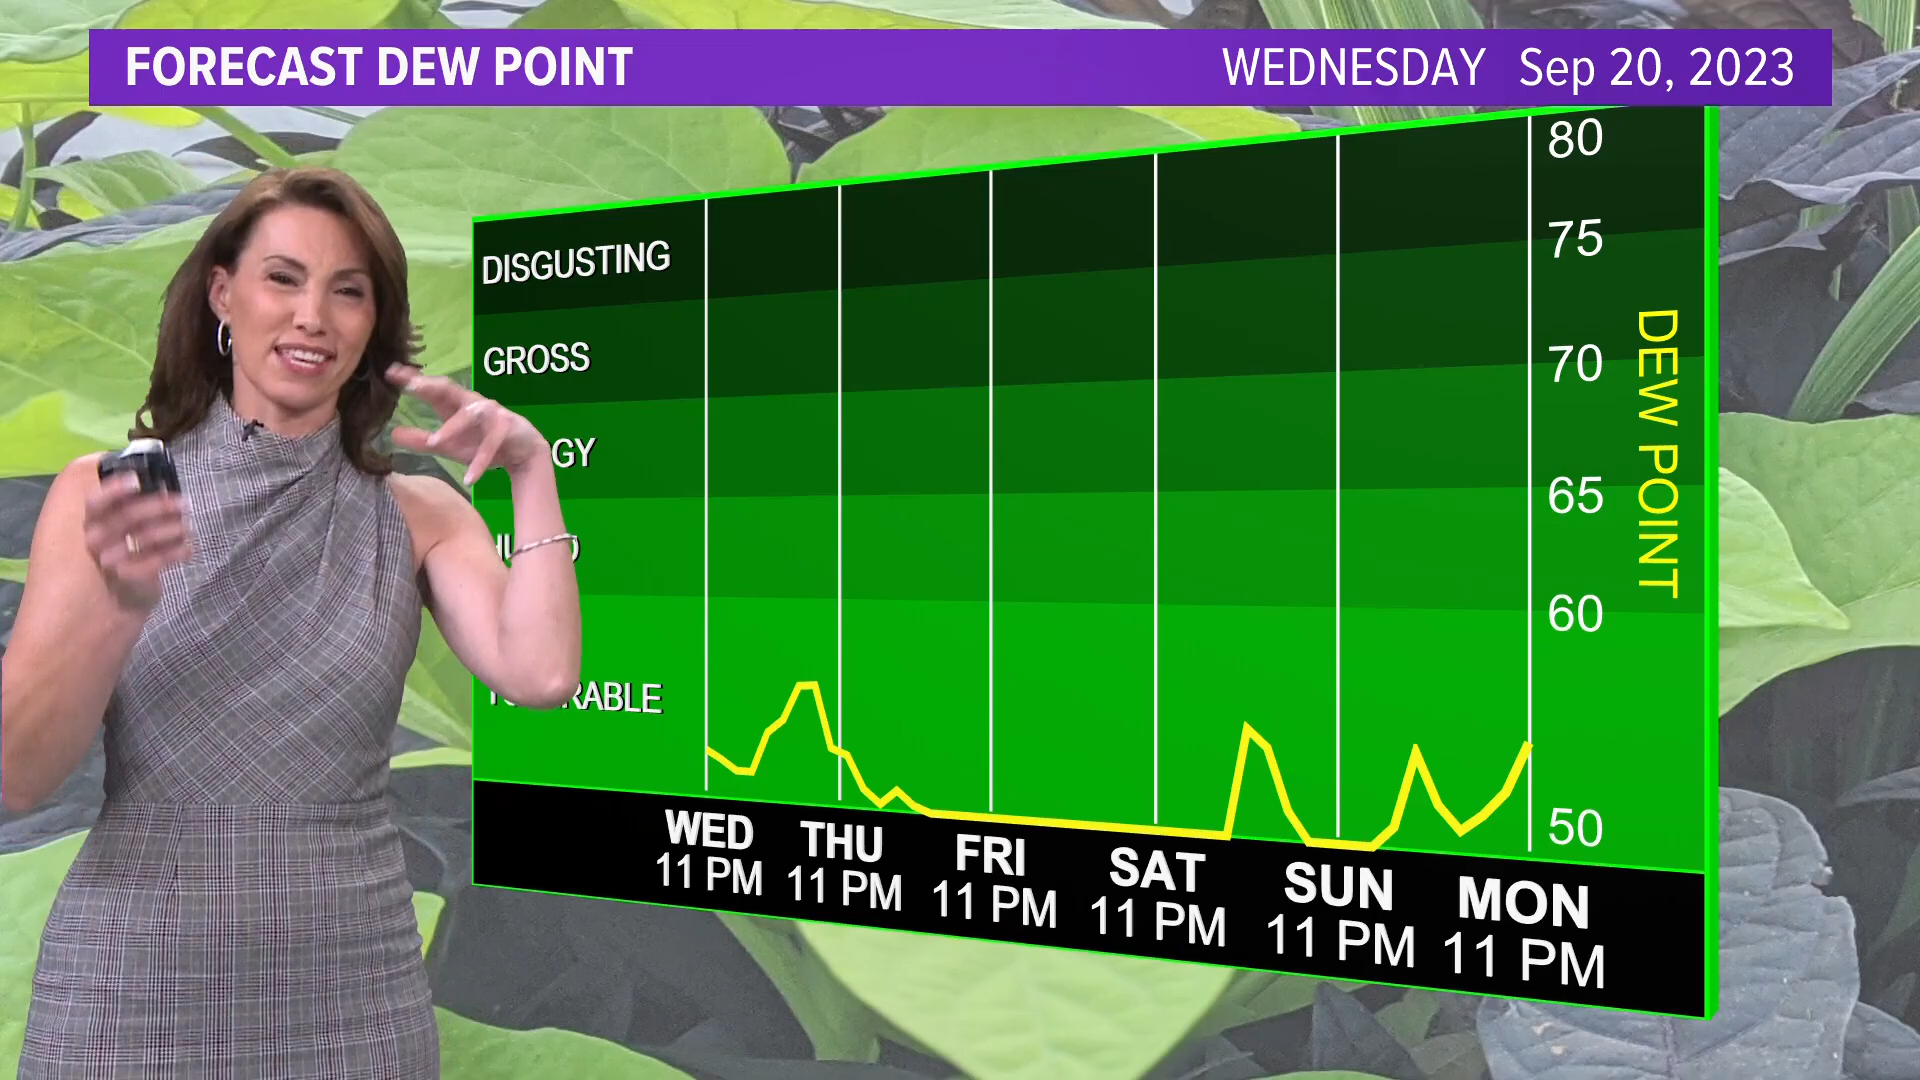 FORECAST DEW POINT
WEDNESDAY Sep 20, 2023
DISGUSTING
GROSS
80
75
70
65
60
50
DEW POINT
WED
11 PM
THU
11 PM
FRI
11 PM
SAT
11 PM
SUN
11 PM
MON
11 PM